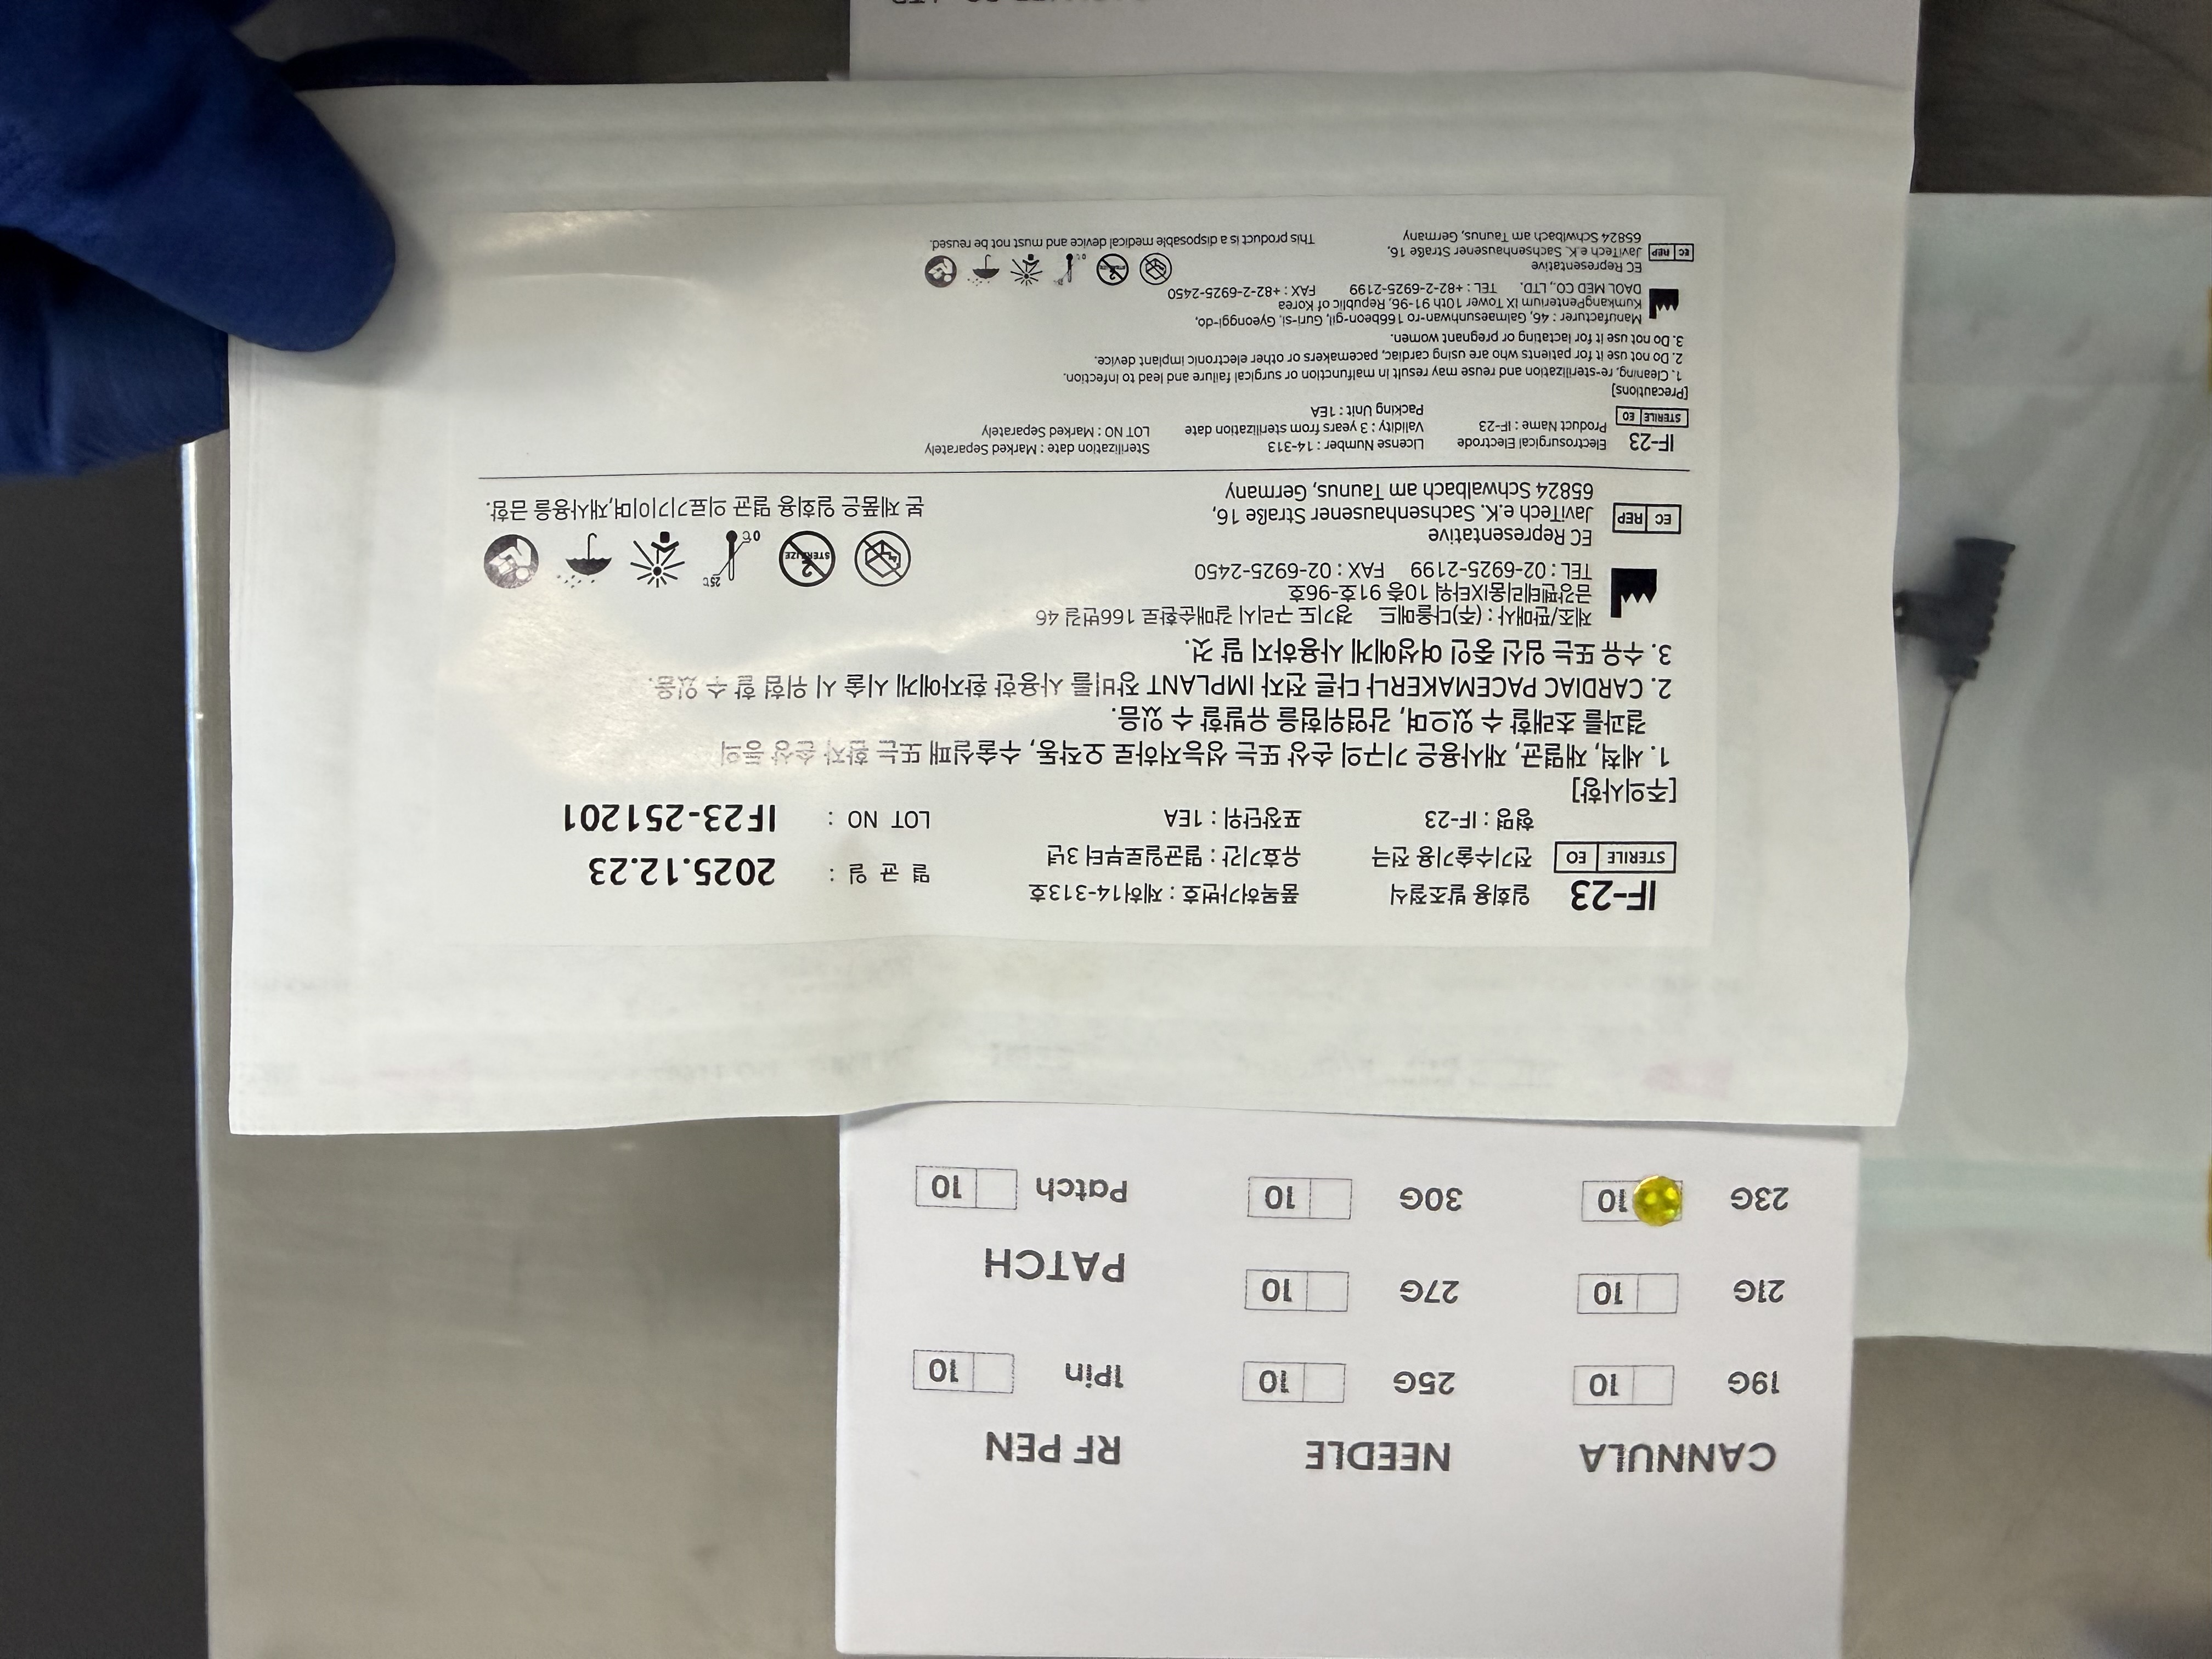 IF-23
일회용 발조절식 품목허가번호 : 제허14-313호 멸 균 일 : 2025.12.23
STERILE EO 전기수술기용 전극 유효기간 : 멸균일로부터 3년
형명 : IF-23 포장단위 : 1EA LOT NO : IF23-251201
[주의사항]
1. 세척, 재멸균, 재사용은 기구의 손상 또는 성능저하로 오작동, 수술실패 또는 환자 손상 등의
결과를 초래할 수 있으며, 감염위험을 유발할 수 있음.
2. CARDIAC PACEMAKER나 다른 전자 IMPLANT 장비를 사용한 환자에게 시술 시 위험 할 수 있음.
3. 수유 또는 임신 중인 여성에게 사용하지 말 것.
제조/판매사 : (주)다올메드 경기도 구리시 갈매순환로 166번길 46
금강펜테리움IX타워 10층 91호-96호
TEL : 02-6925-2199 FAX : 02-6925-2450
25℃ 0℃
STERILIZE
EC Representative
EC REP JaviTech e.K. Sachsenhausener Straße 16,
65824 Schwalbach am Taunus, Germany
본 제품은 일회용 멸균 의료기기이며,재사용을 금함.
IF-23 Electrosurgical Electrode License Number : 14-313 Sterilization date : Marked Separately
STERILE EO Product Name : IF-23 Validity : 3 years from sterilization date LOT NO : Marked Separately
Packing Unit : 1EA
[Precautions]
1. Cleaning, re-sterilization and reuse may result in malfunction or surgical failure and lead to infection.
2. Do not use it for patients who are using cardiac, pacemakers or other electronic implant device.
3. Do not use it for lactating or pregnant women.
Manufacturer : 46, Galmaesunhwan-ro 166beon-gil, Guri-si, Gyeonggi-do,
KumkangPenterium IX Tower 10th 91-96, Republic of Korea
DAOL MED CO., LTD. TEL : +82-2-6925-2199 FAX : +82-2-6925-2450
EC Representative
EC REP JaviTech e.K. Sachsenhausener Straße 16,
65824 Schwlbach am Taunus, Germany
This product is a disposable medical device and must not be reused.
CANNULA NEEDLE RF PEN
19G 10 25G 10 1Pin 10
21G 10 27G 10 PATCH
23G 10 30G 10 Patch 10